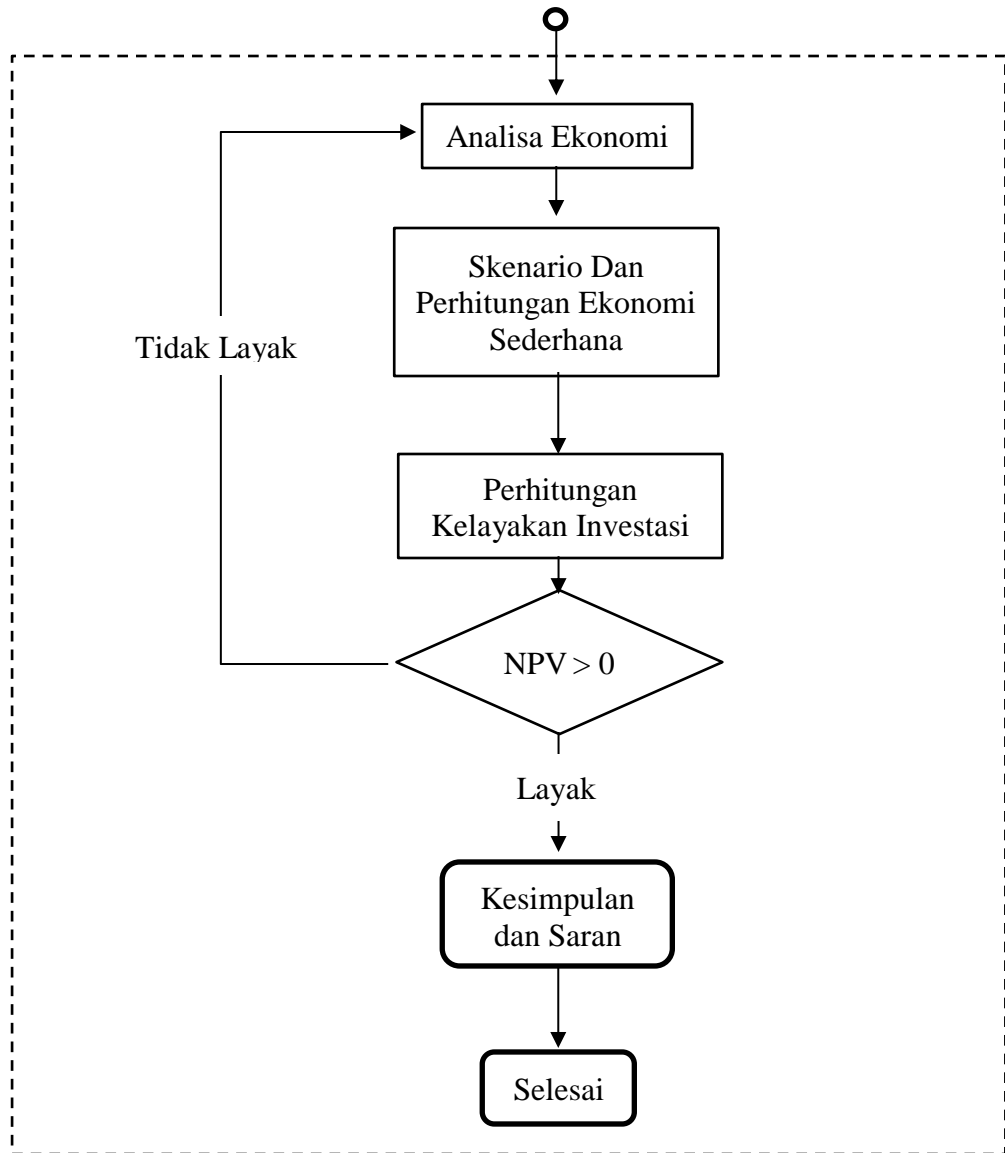 Analisa Ekonomi
Skenario Dan
Perhitungan Ekonomi
Sederhana
Tidak Layak
Perhitungan
Kelayakan Investasi
NPV > 0
Layak
Kesimpulan
dan Saran
Selesai